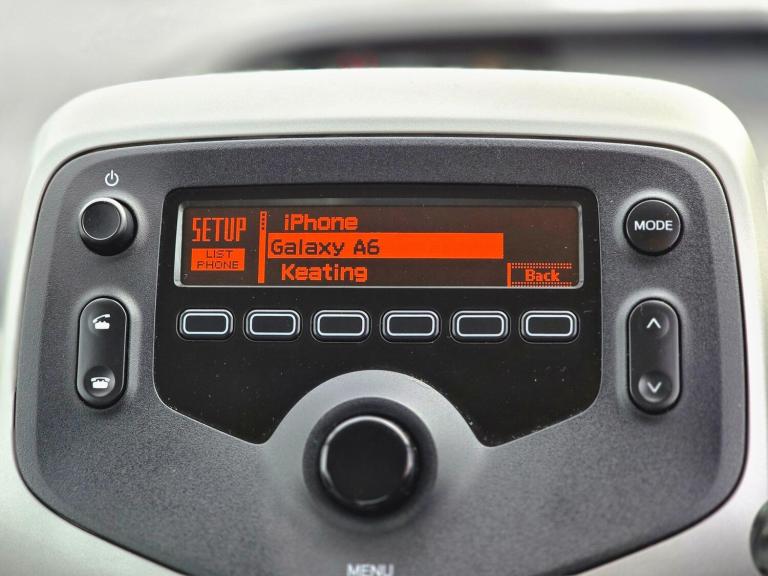 SETUP
LIST
PHONE
iPhone
Galaxy A6
Keating
Back
MODE
MENU